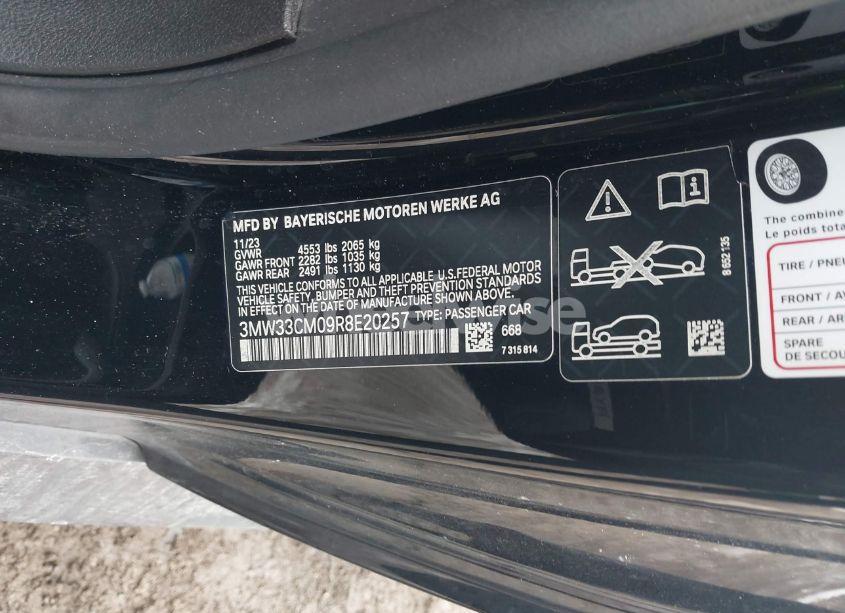 MFD BY BAYERISCHE MOTOREN WERKE AG
11/23
GVWR 4553 lbs 2065 kg
GAWR FRONT 2282 lbs 1035 kg
GAWR REAR 2491 lbs 1130 kg
THIS VEHICLE CONFORMS TO ALL APPLICABLE U.S.FEDERAL MOTOR
VEHICLE SAFETY, BUMPER, AND THEFT PREVENTION STANDARDS
IN EFFECT ON THE DATE OF MANUFACTURE SHOWN ABOVE.
3MW33CM09R8E20257 TYPE: PASSENGER CAR
668
7 315 814
8 652 135
The combine
Le poids tota
TIRE / PNEU
FRONT / AV
REAR / ARR
SPARE
DE SECOU